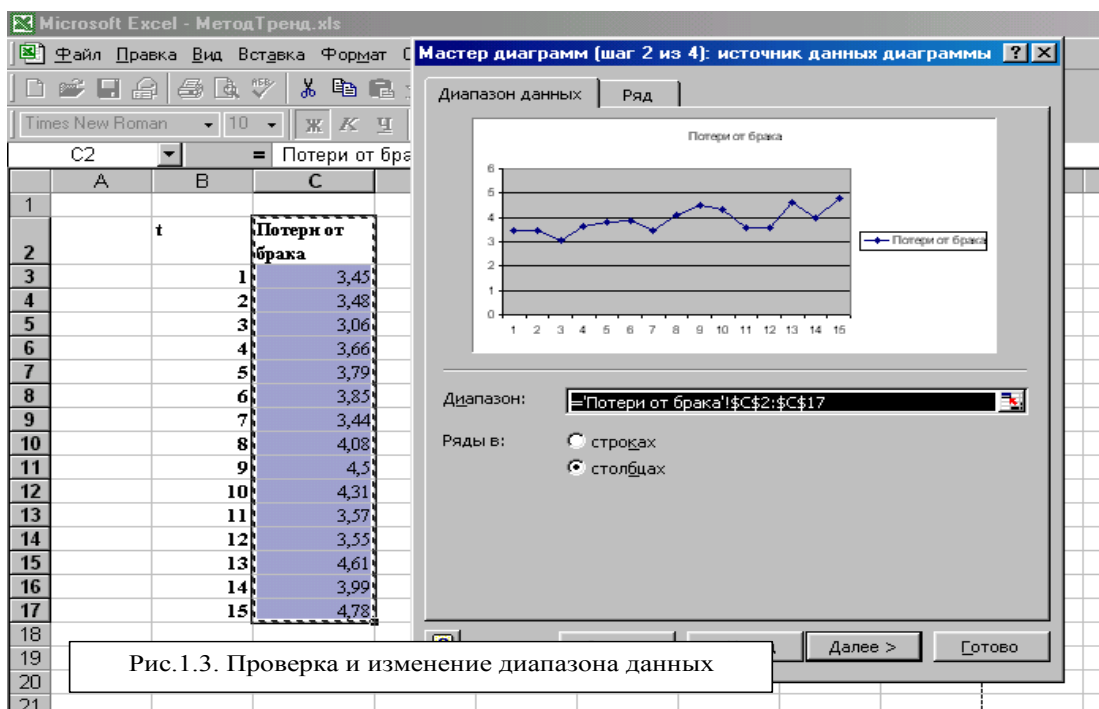 Microsoft Excel - МетодТренд.xls
Файл Правка Вид Вставка Формат
Times New Roman 10 Ж К Ч
C2 = Потери от бра
A B C
1
2 t Потери от
брака
3 1 3,45
4 2 3,48
5 3 3,06
6 4 3,66
7 5 3,79
8 6 3,85
9 7 3,44
10 8 4,08
11 9 4,5
12 10 4,31
13 11 3,57
14 12 3,55
15 13 4,61
16 14 3,99
17 15 4,78
18
19
20
21
Мастер диаграмм (шаг 2 из 4): источник данных диаграммы
Диапазон данных Ряд
Потери от брака
6
5
4
3
2
1
0
1 2 3 4 5 6 7 8 9 10 11 12 13 14 15
Потери от брака
Диапазон: ='Потери от брака'!$C$2:$C$17
Ряды в: строках
столбцах
Далее > Готово
Рис.1.3. Проверка и изменение диапазона данных